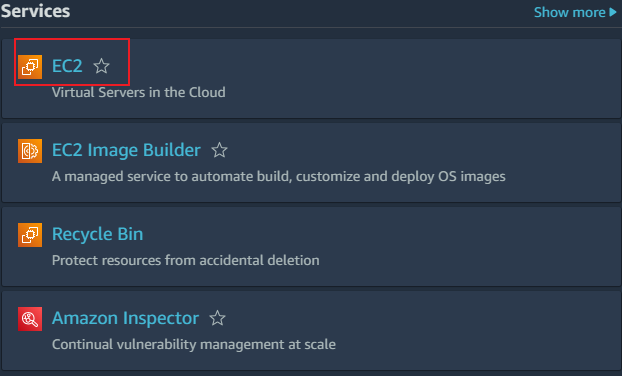 Services
Show more
EC2
Virtual Servers in the Cloud
EC2 Image Builder
A managed service to automate build, customize and deploy OS images
Recycle Bin
Protect resources from accidental deletion
Amazon Inspector
Continual vulnerability management at scale